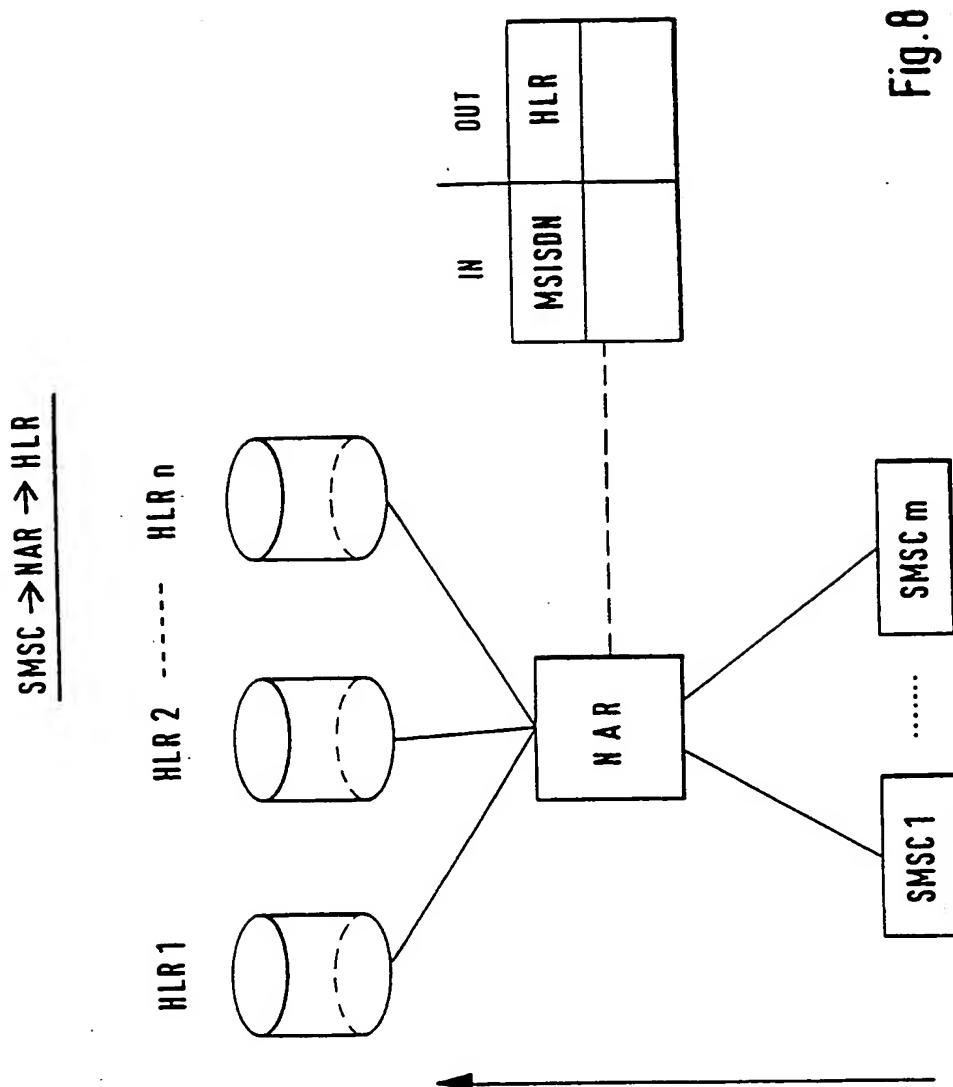 SMSC → NAR → HLR
HLR 1
HLR 2 ------ HLR n
IN OUT
MSISDN HLR
NAR
SMSC 1 ....... SMSC m
Fig. 8